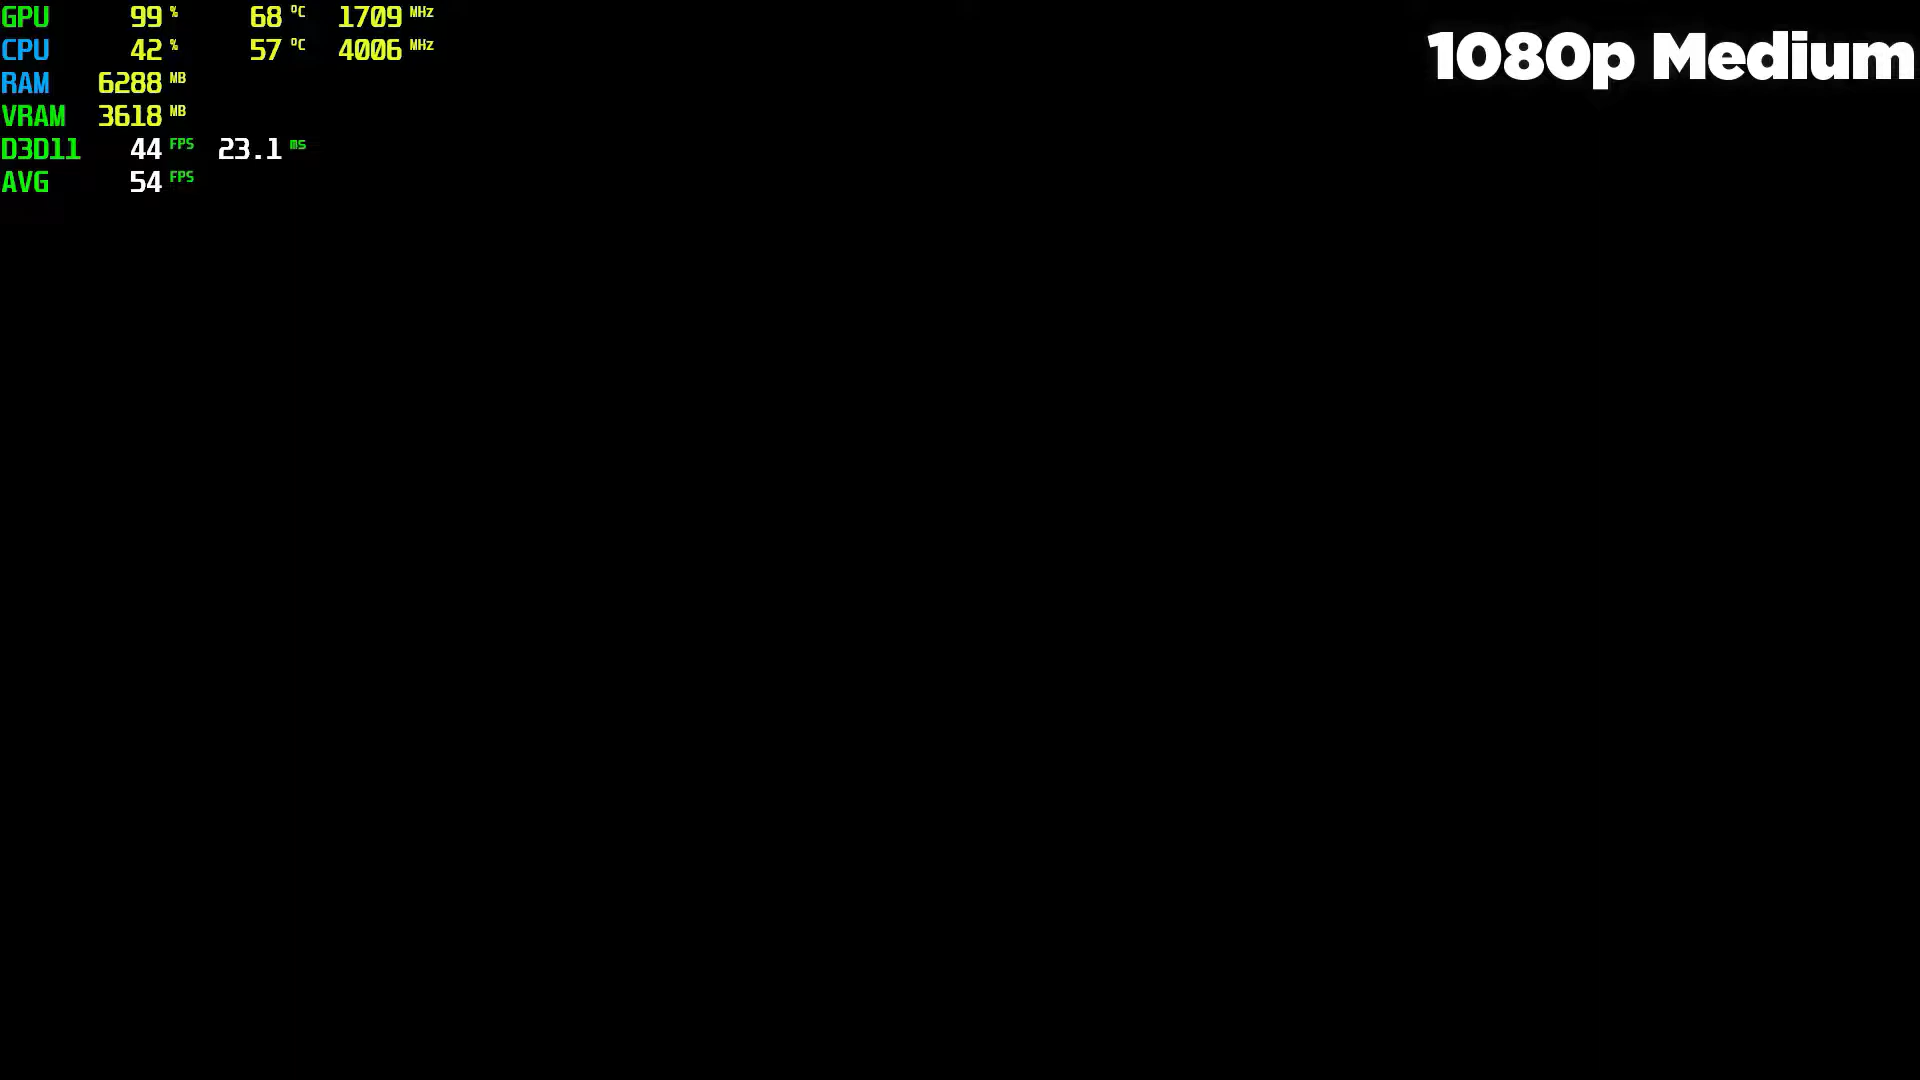 GPU 99 % 68 °C 1709 MHz
CPU 42 % 57 °C 4006 MHz
RAM 6288 MB
VRAM 3618 MB
D3D11 44 FPS 23.1 ms
AVG 54 FPS
1080p Medium